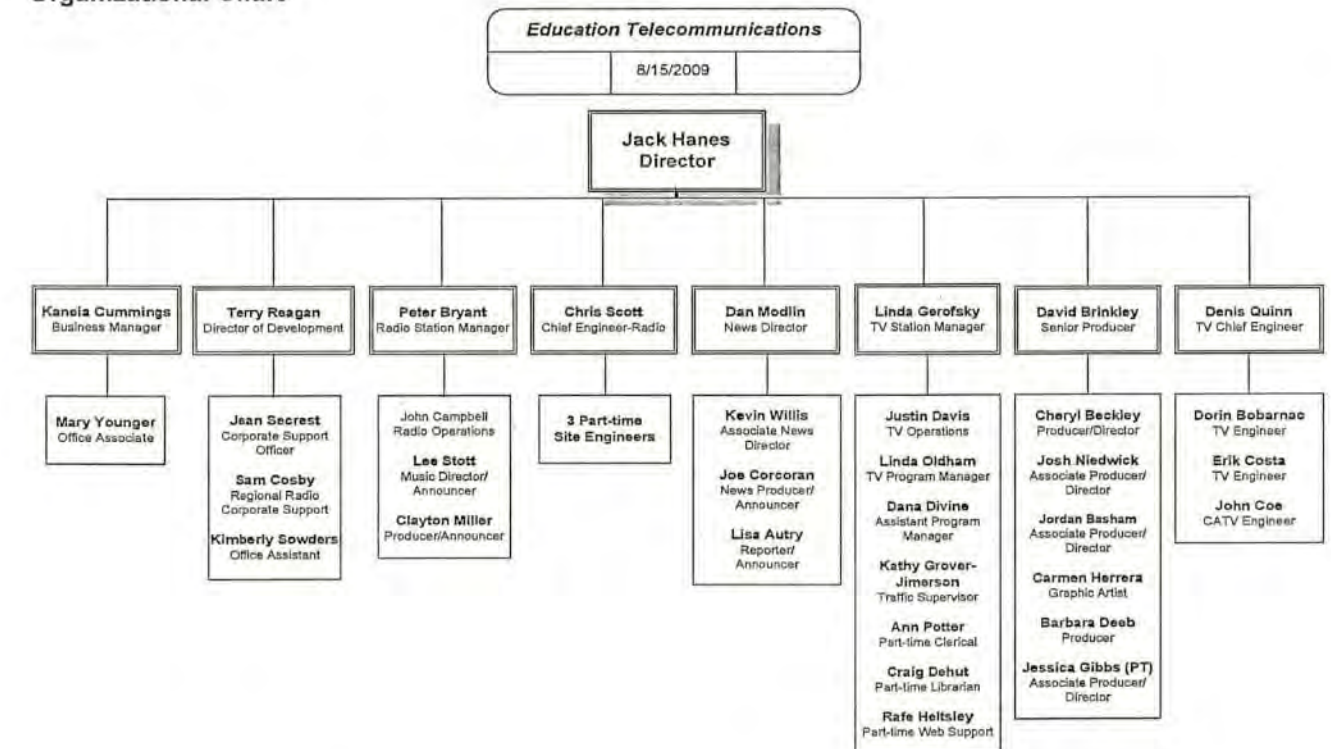 Education Telecommunications
8/15/2009
Jack Hanes
Director
Kaneia Cummings
Business Manager
Terry Reagan
Director of Development
Peter Bryant
Radio Station Manager
Chris Scott
Chief Engineer-Radio
Dan Modlin
News Director
Linda Gerofsky
TV Station Manager
David Brinkley
Senior Producer
Denis Quinn
TV Chief Engineer
Mary Younger
Office Associate
Jean Secrest
Corporate Support
Officer
Sam Cosby
Regional Radio
Corporate Support
Kimberly Sowders
Office Assistant
John Campbell
Radio Operations
Lee Stott
Music Director/
Announcer
Clayton Miller
Producer/Announcer
3 Part-time
Site Engineers
Kevin Willis
Associate News
Director
Joe Corcoran
News Producer/
Announcer
Lisa Autry
Reporter/
Announcer
Justin Davis
TV Operations
Linda Oldham
TV Program Manager
Dana Divine
Assistant Program
Manager
Kathy Grover-
Jimerson
Traffic Supervisor
Ann Potter
Part-time Clerical
Craig Dehut
Part-time Librarian
Rafe Heltsley
Part-time Web Support
Cheryl Beckley
Producer/Director
Josh Niedwick
Associate Producer/
Director
Jordan Basham
Associate Producer/
Director
Carmen Herrera
Graphic Artist
Barbara Deeb
Producer
Jessica Gibbs (PT)
Associate Producer/
Director
Dorin Bobarnac
TV Engineer
Erik Costa
TV Engineer
John Coe
CATV Engineer